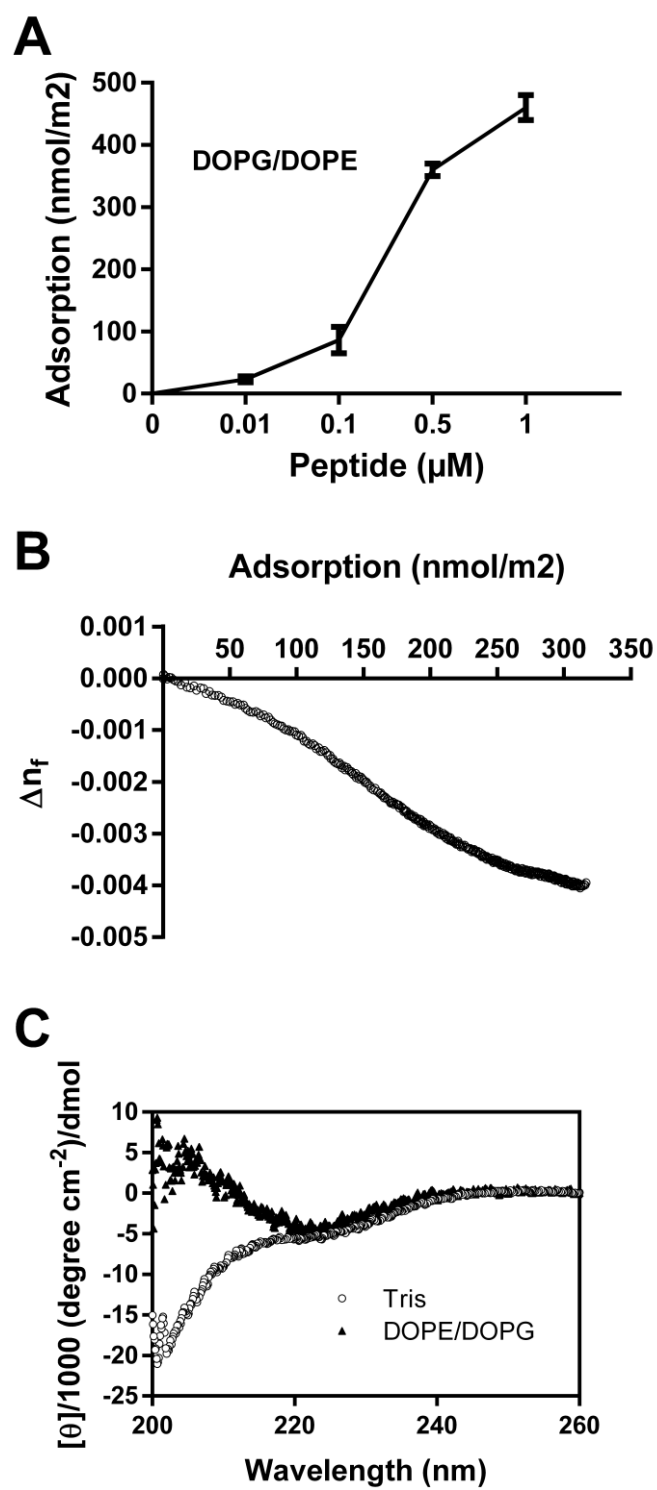 A
500
400
300
200
100
0
DOPG/DOPE
Adsorption (nmol/m2)
0 0.01 0.1 0.5 1
Peptide (µM)
B
Adsorption (nmol/m2)
0.001
50 100 150 200 250 300 350
0.000
-0.001
-0.002
-0.003
-0.004
-0.005
Δnf
C
10
5
0
-5
-10
-15
-20
-25
[θ]/1000 (degree cm-2)/dmol
Tris
DOPE/DOPG
200 220 240 260
Wavelength (nm)